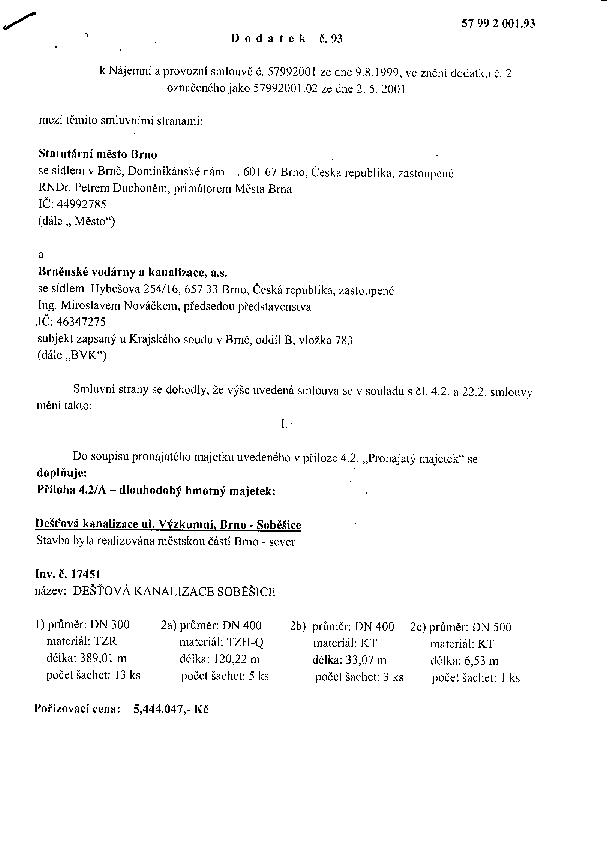 57 99 2 001.93
Dodatek č. 93
k Nájemní a provozní smlouvě č. 57992001 ze dne 9.8.1999, ve znění dodatku č. 2
označeného jako 57992001.02 ze dne 2. 5. 2001
mezi těmito smluvními stranami:
Statutární město Brno
se sídlem v Brně, Dominikánské nám 601 67 Brno, Česká republika, zastoupené
RNDr. Petrem Duchoněm, primátorem Města Brna
IČ: 44992785
(dále „ Město“)
a
Brněnské vodárny a kanalizace, a.s.
se sídlem Hybešova 254/16, 657 33 Brno, Česká republika, zastoupené
Ing. Miroslavem Nováčkem, předsedou představenstva
IČ: 46347275
subjekt zapsaný u Krajského soudu v Brně, oddíl B, vložka 783
(dále „BVK“)
Smluvní strany se dohodly, že výše uvedená smlouva se v souladu s čl. 4.2. a 22.2. smlouvy
mění takto:
I.
Do soupisu pronajatého majetku uvedeného v příloze 4.2. „Pronajatý majetek“ se
doplňuje:
Příloha 4.2/A – dlouhodobý hmotný majetek:
Dešťová kanalizace ul. Výzkumní, Brno - Soběšice
Stavba byla realizována městskou částí Brno - sever
Inv. č. 17451
název: DEŠŤOVÁ KANALIZACE SOBĚŠICE
1) průměr: DN 300 2a) průměr: DN 400 2b) průměr: DN 400 2c) průměr: DN 500
materiál: TZR materiál: TZH-Q materiál: KT materiál: KT
délka: 389,01 m délka: 120,22 m délka: 33,07 m délka: 6,53 m
počet šachet: 13 ks počet šachet: 5 ks počet šachet: 3 ks počet šachet: 1 ks
Pořizovací cena: 5,444.047,- Kč